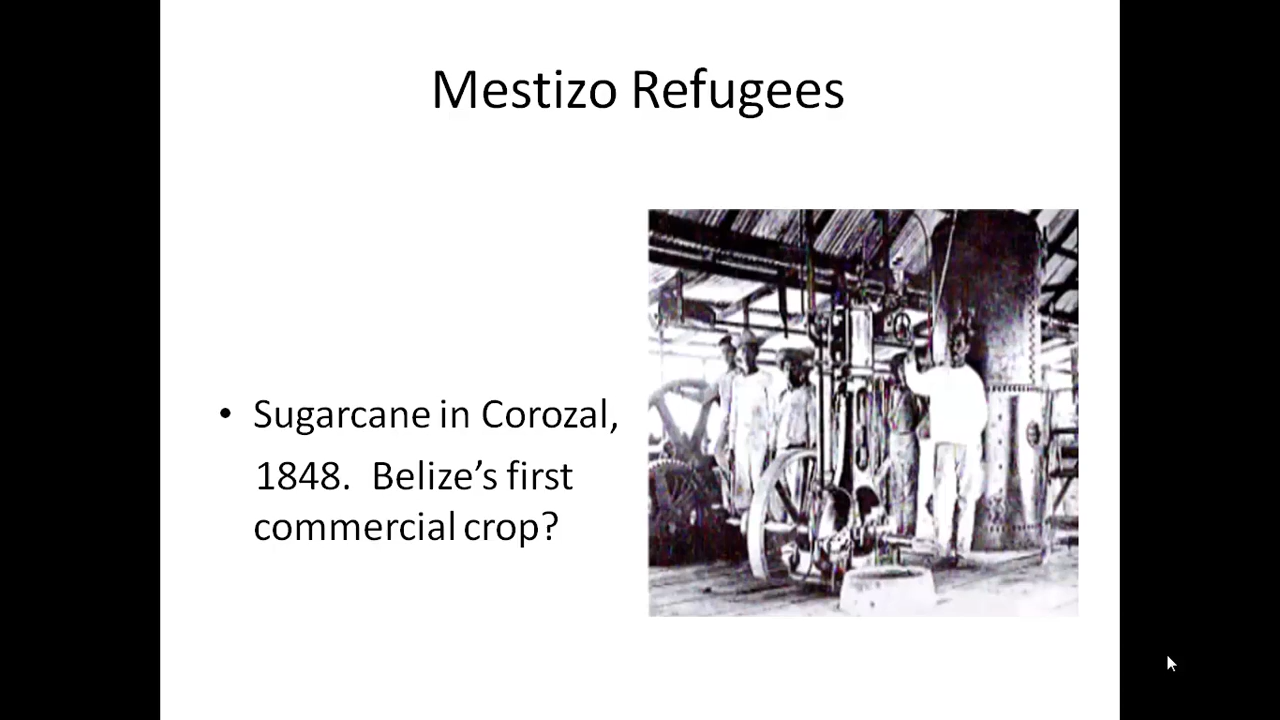 Mestizo Refugees
• Sugarcane in Corozal,
1848. Belize’s first
commercial crop?